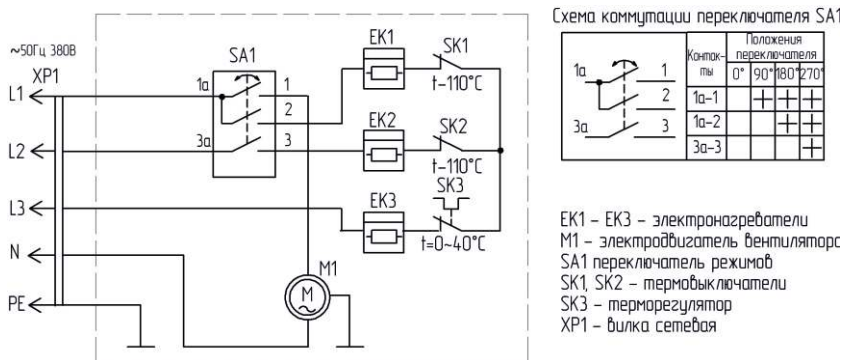 Схема коммутации переключателя SA1
~50Гц 380В
XP1
L1
L2
L3
N
PE
SA1
1а
1
2
3а
3
EK1
SK1
t-110°C
EK2
SK2
t-110°C
EK3
SK3
t=0~40°C
M1
M
1а
1
2
3а
3
Контак-
ты
Положения
переключателя
0° 90° 180° 270°
1а-1 + + +
1а-2 + +
3а-3 +
EK1 - EK3 - электронагреватели
M1 - электродвигатель вентилятора
SA1 переключатель режимов
SK1, SK2 - термовыключатели
SK3 - терморегулятор
XP1 - вилка сетевая